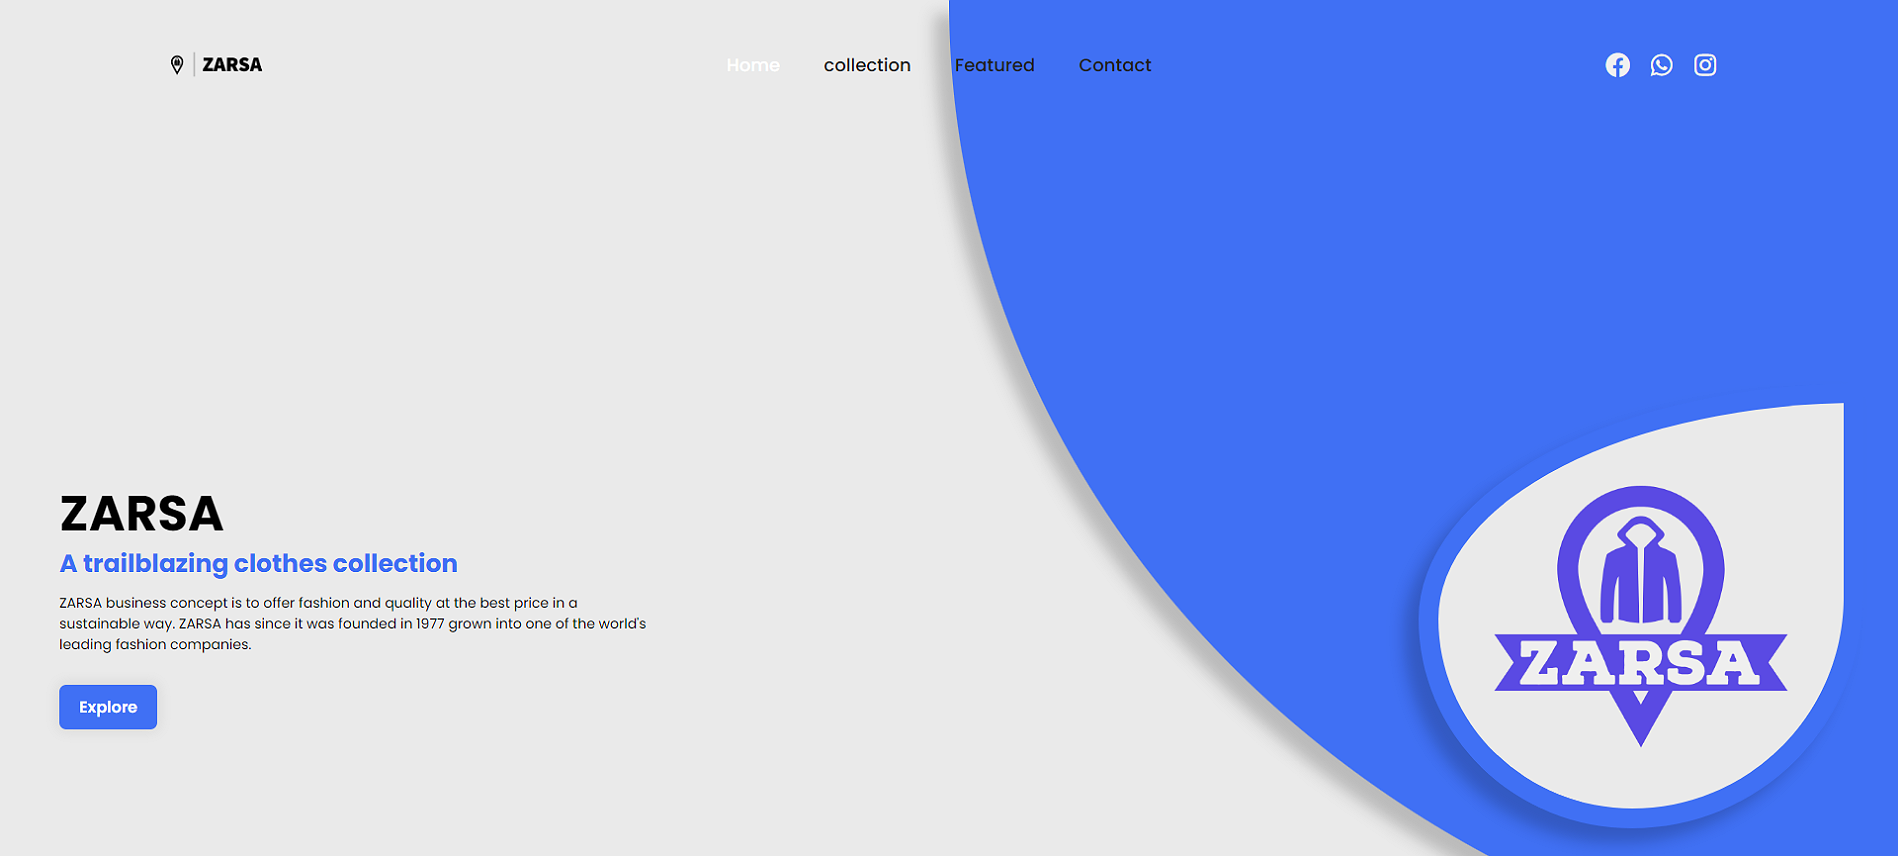 ZARSA
Home collection Featured Contact
ZARSA
A trailblazing clothes collection
ZARSA business concept is to offer fashion and quality at the best price in a
sustainable way. ZARSA has since it was founded in 1977 grown into one of the world's
leading fashion companies.
Explore
ZARSA